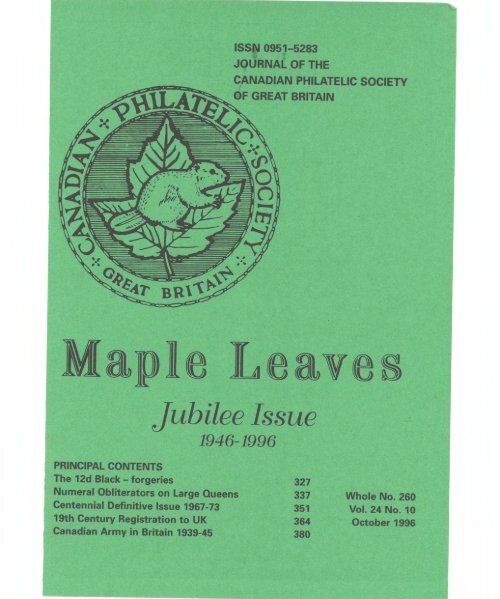 ISSN 0951–5283
JOURNAL OF THE
CANADIAN PHILATELIC SOCIETY
OF GREAT BRITAIN
CANADIAN PHILATELIC SOCIETY
GREAT BRITAIN
Maple Leaves
Jubilee Issue
1946-1996
PRINCIPAL CONTENTS
The 12d Black – forgeries 327
Numeral Obliterators on Large Queens 337
Centennial Definitive Issue 1967-73 351
19th Century Registration to UK 364
Canadian Army in Britain 1939-45 380
Whole No. 260
Vol. 24 No. 10
October 1996